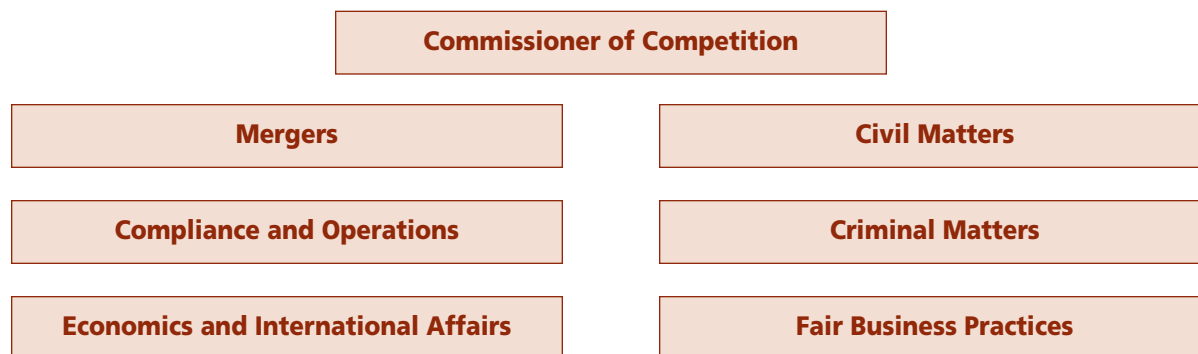 Commissioner of Competition
Mergers
Civil Matters
Compliance and Operations
Criminal Matters
Economics and International Affairs
Fair Business Practices